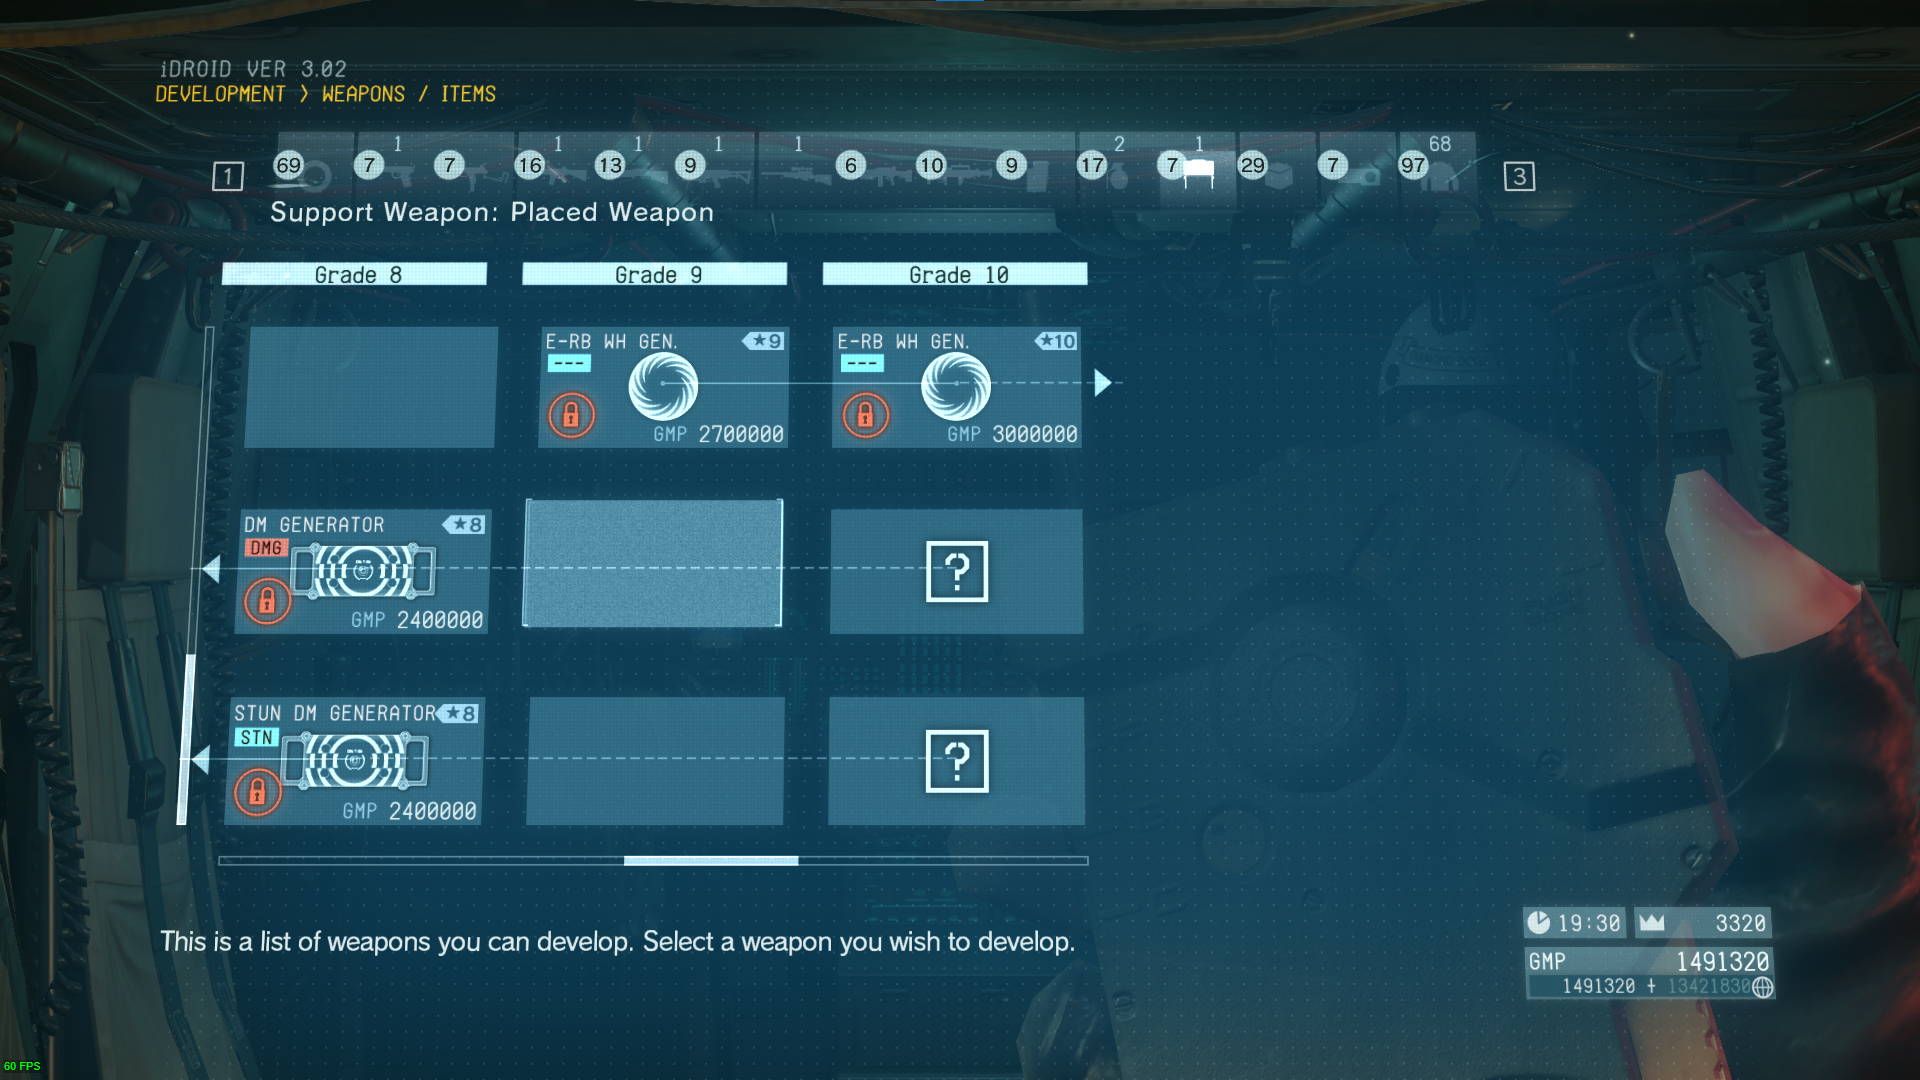 iDROID VER 3.02
DEVELOPMENT > WEAPONS / ITEMS
1 1 1 1 1 2 1 68
1 69 7 7 16 13 9 6 10 9 17 7 29 7 97 3
Support Weapon: Placed Weapon
Grade 8 Grade 9 Grade 10
E-RB WH GEN. ★9 E-RB WH GEN. ★10
--- ---
GMP 2700000 GMP 3000000
DM GENERATOR ★8
DMG
?
GMP 2400000
STUN DM GENERATOR ★8
STN
?
GMP 2400000
This is a list of weapons you can develop. Select a weapon you wish to develop.
19:30 3320
GMP 1491320
1491320 + 13421830
60 FPS